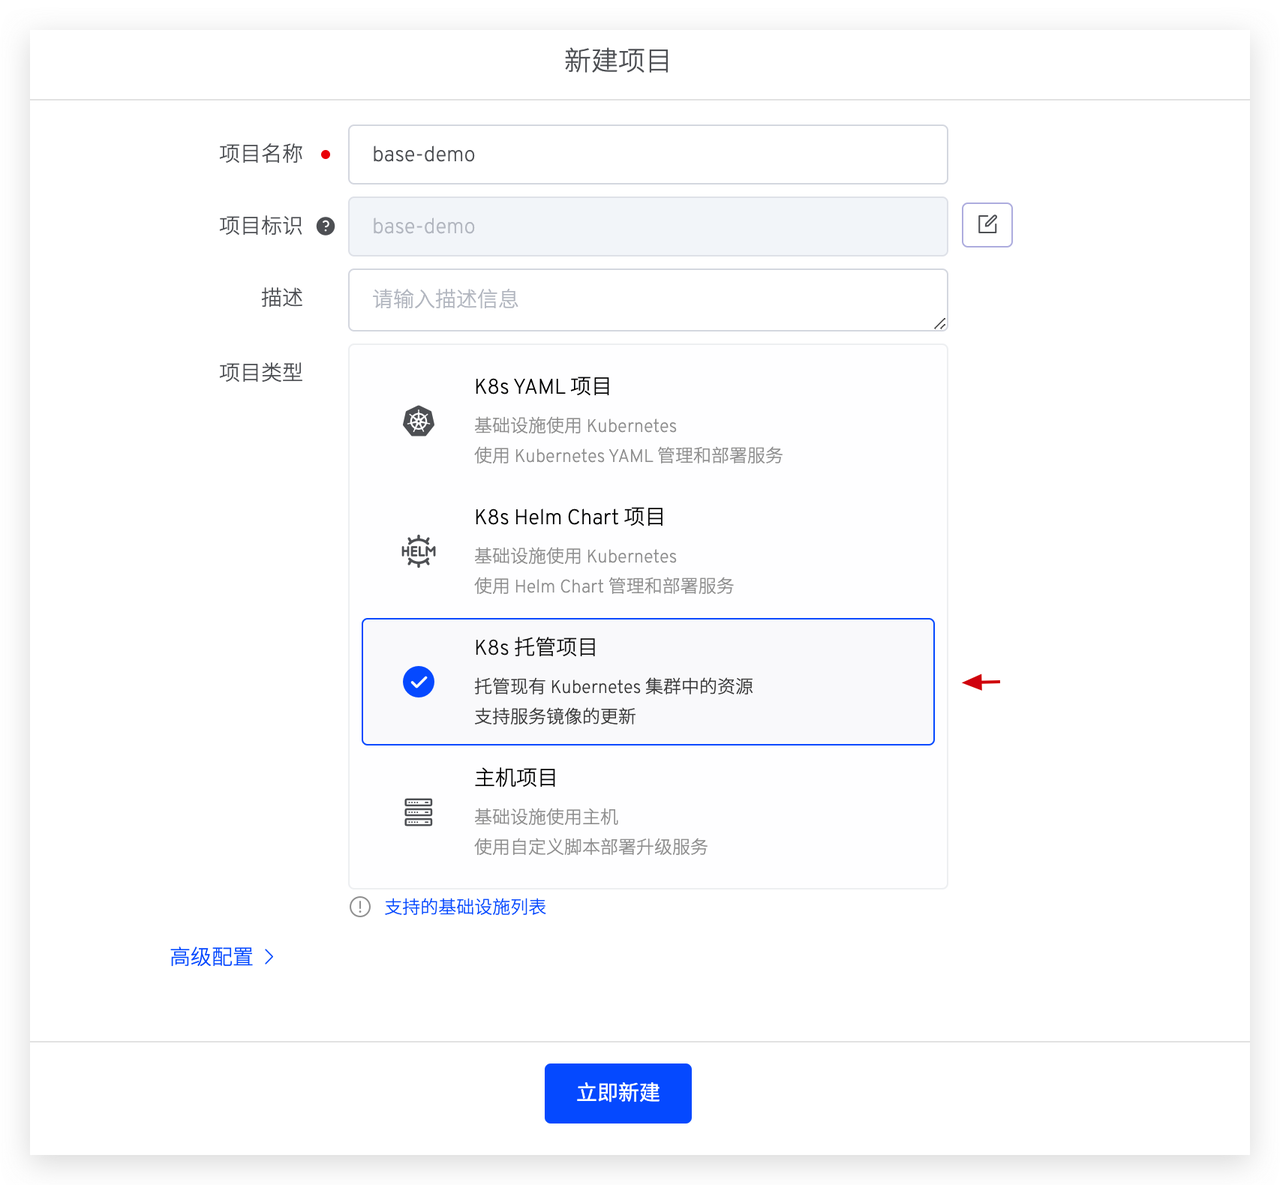 新建项目
项目名称
base-demo
项目标识
base-demo
描述
请输入描述信息
项目类型
K8s YAML 项目
基础设施使用 Kubernetes
使用 Kubernetes YAML 管理和部署服务
HELM
K8s Helm Chart 项目
基础设施使用 Kubernetes
使用 Helm Chart 管理和部署服务
K8s 托管项目
托管现有 Kubernetes 集群中的资源
支持服务镜像的更新
主机项目
基础设施使用主机
使用自定义脚本部署升级服务
支持的基础设施列表
高级配置
立即新建